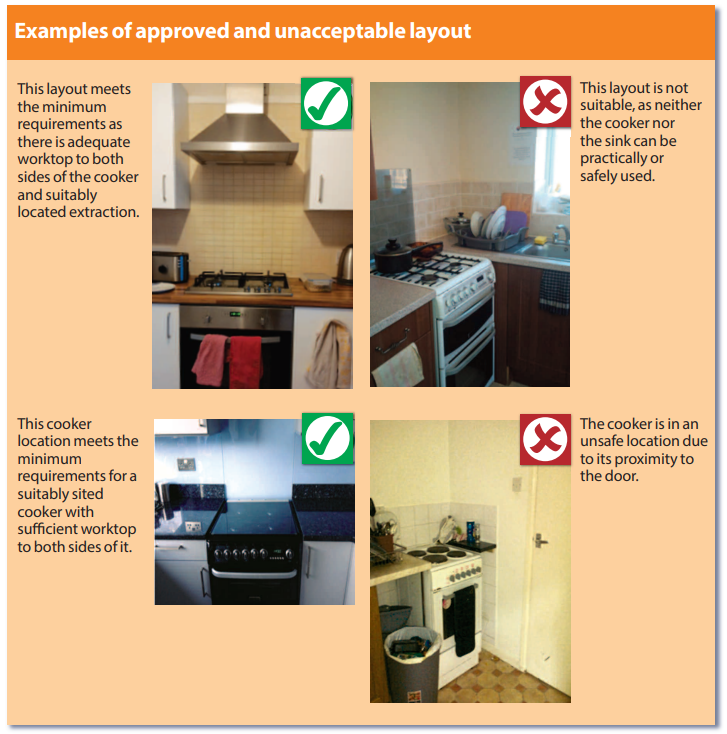 Examples of approved and unacceptable layout
This layout meets
the minimum
requirements as
there is adequate
worktop to both
sides of the cooker
and suitably
located extraction.
This layout is not
suitable, as neither
the cooker nor
the sink can be
practically or
safely used.
This cooker
location meets the
minimum
requirements for a
suitably sited
cooker with
sufficient worktop
to both sides of it.
The cooker is in an
unsafe location due
to its proximity to
the door.